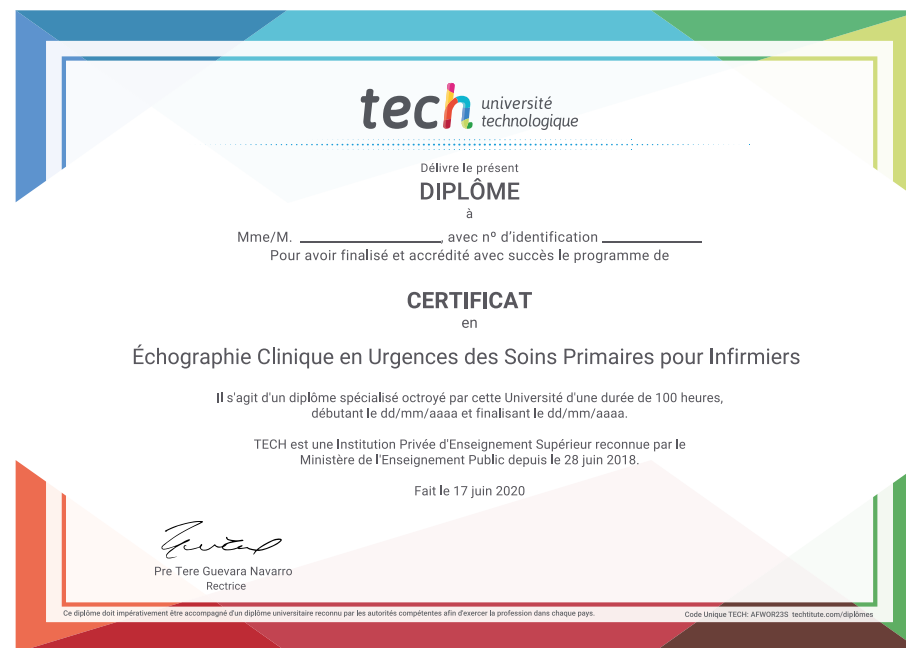 tech université
technologique
Délivre le présent
DIPLÔME
à
Mme/M. ____________________, avec nº d'identification ______________
Pour avoir finalisé et accrédité avec succès le programme de
CERTIFICAT
en
Échographie Clinique en Urgences des Soins Primaires pour Infirmiers
Il s'agit d'un diplôme spécialisé octroyé par cette Université d'une durée de 100 heures,
débutant le dd/mm/aaaa et finalisant le dd/mm/aaaa.
TECH est une Institution Privée d'Enseignement Supérieur reconnue par le
Ministère de l'Enseignement Public depuis le 28 juin 2018.
Fait le 17 juin 2020
Pre Tere Guevara Navarro
Rectrice
Ce diplôme doit impérativement être accompagné d'un diplôme universitaire reconnu par les autorités compétentes afin d'exercer la profession dans chaque pays.
Code Unique TECH: AFWOR23S techtitute.com/diplômes